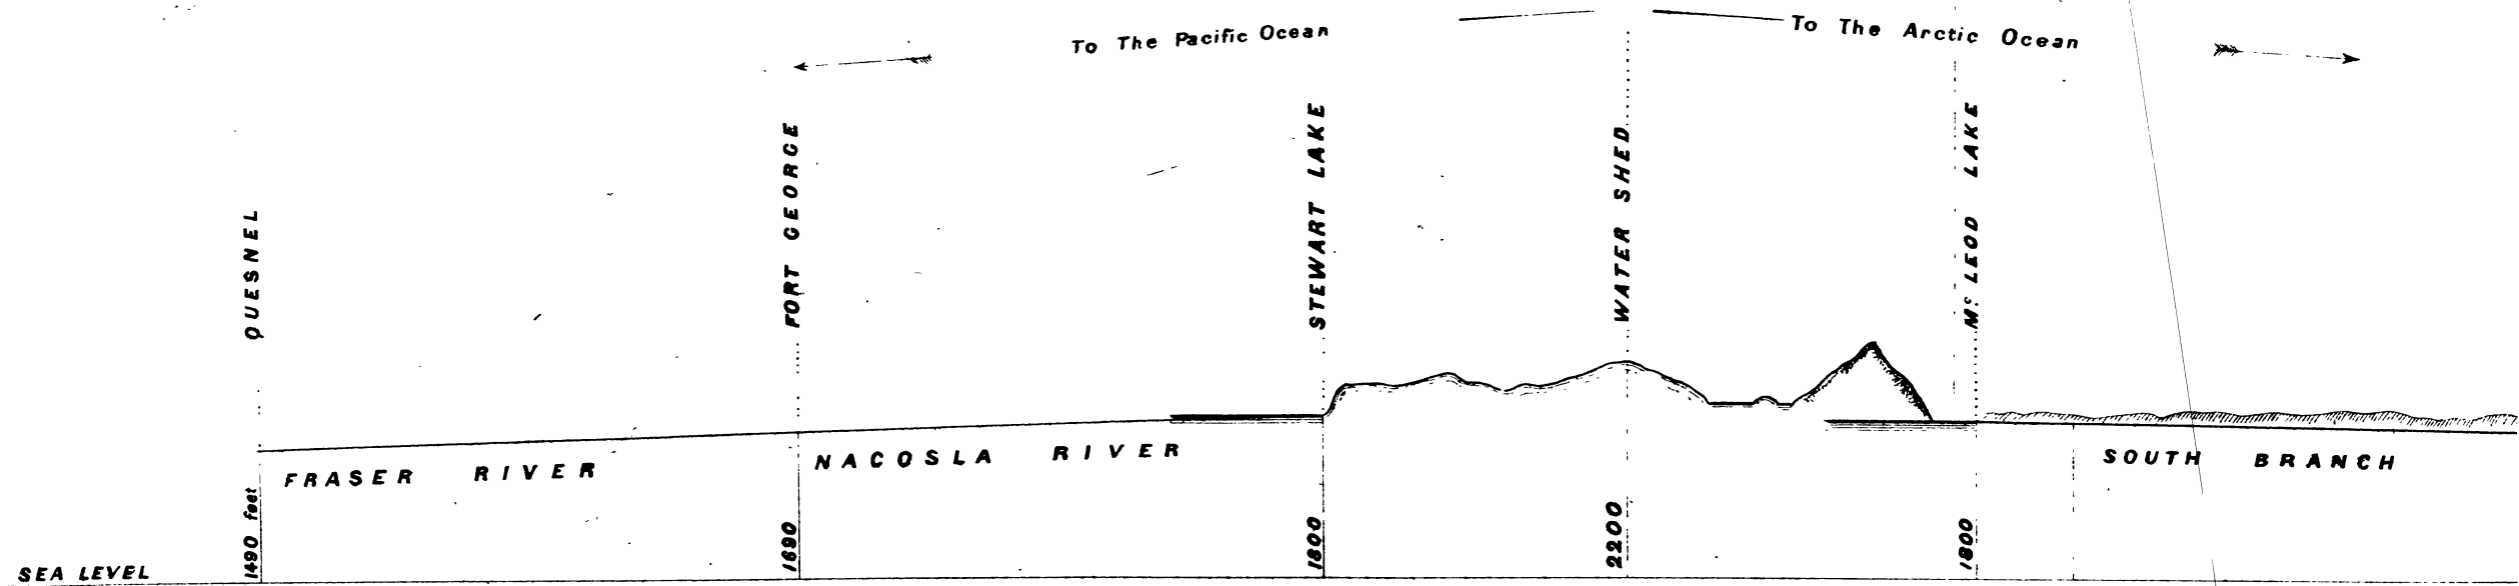 To The Pacific Ocean
To The Arctic Ocean
QUESNEL
FORT GEORGE
STEWART LAKE
WATER SHED
Mc LEOD LAKE
FRASER RIVER
NACOSLA RIVER
SOUTH BRANCH
1490 feet
1690
1800
2200
1800
SEA LEVEL